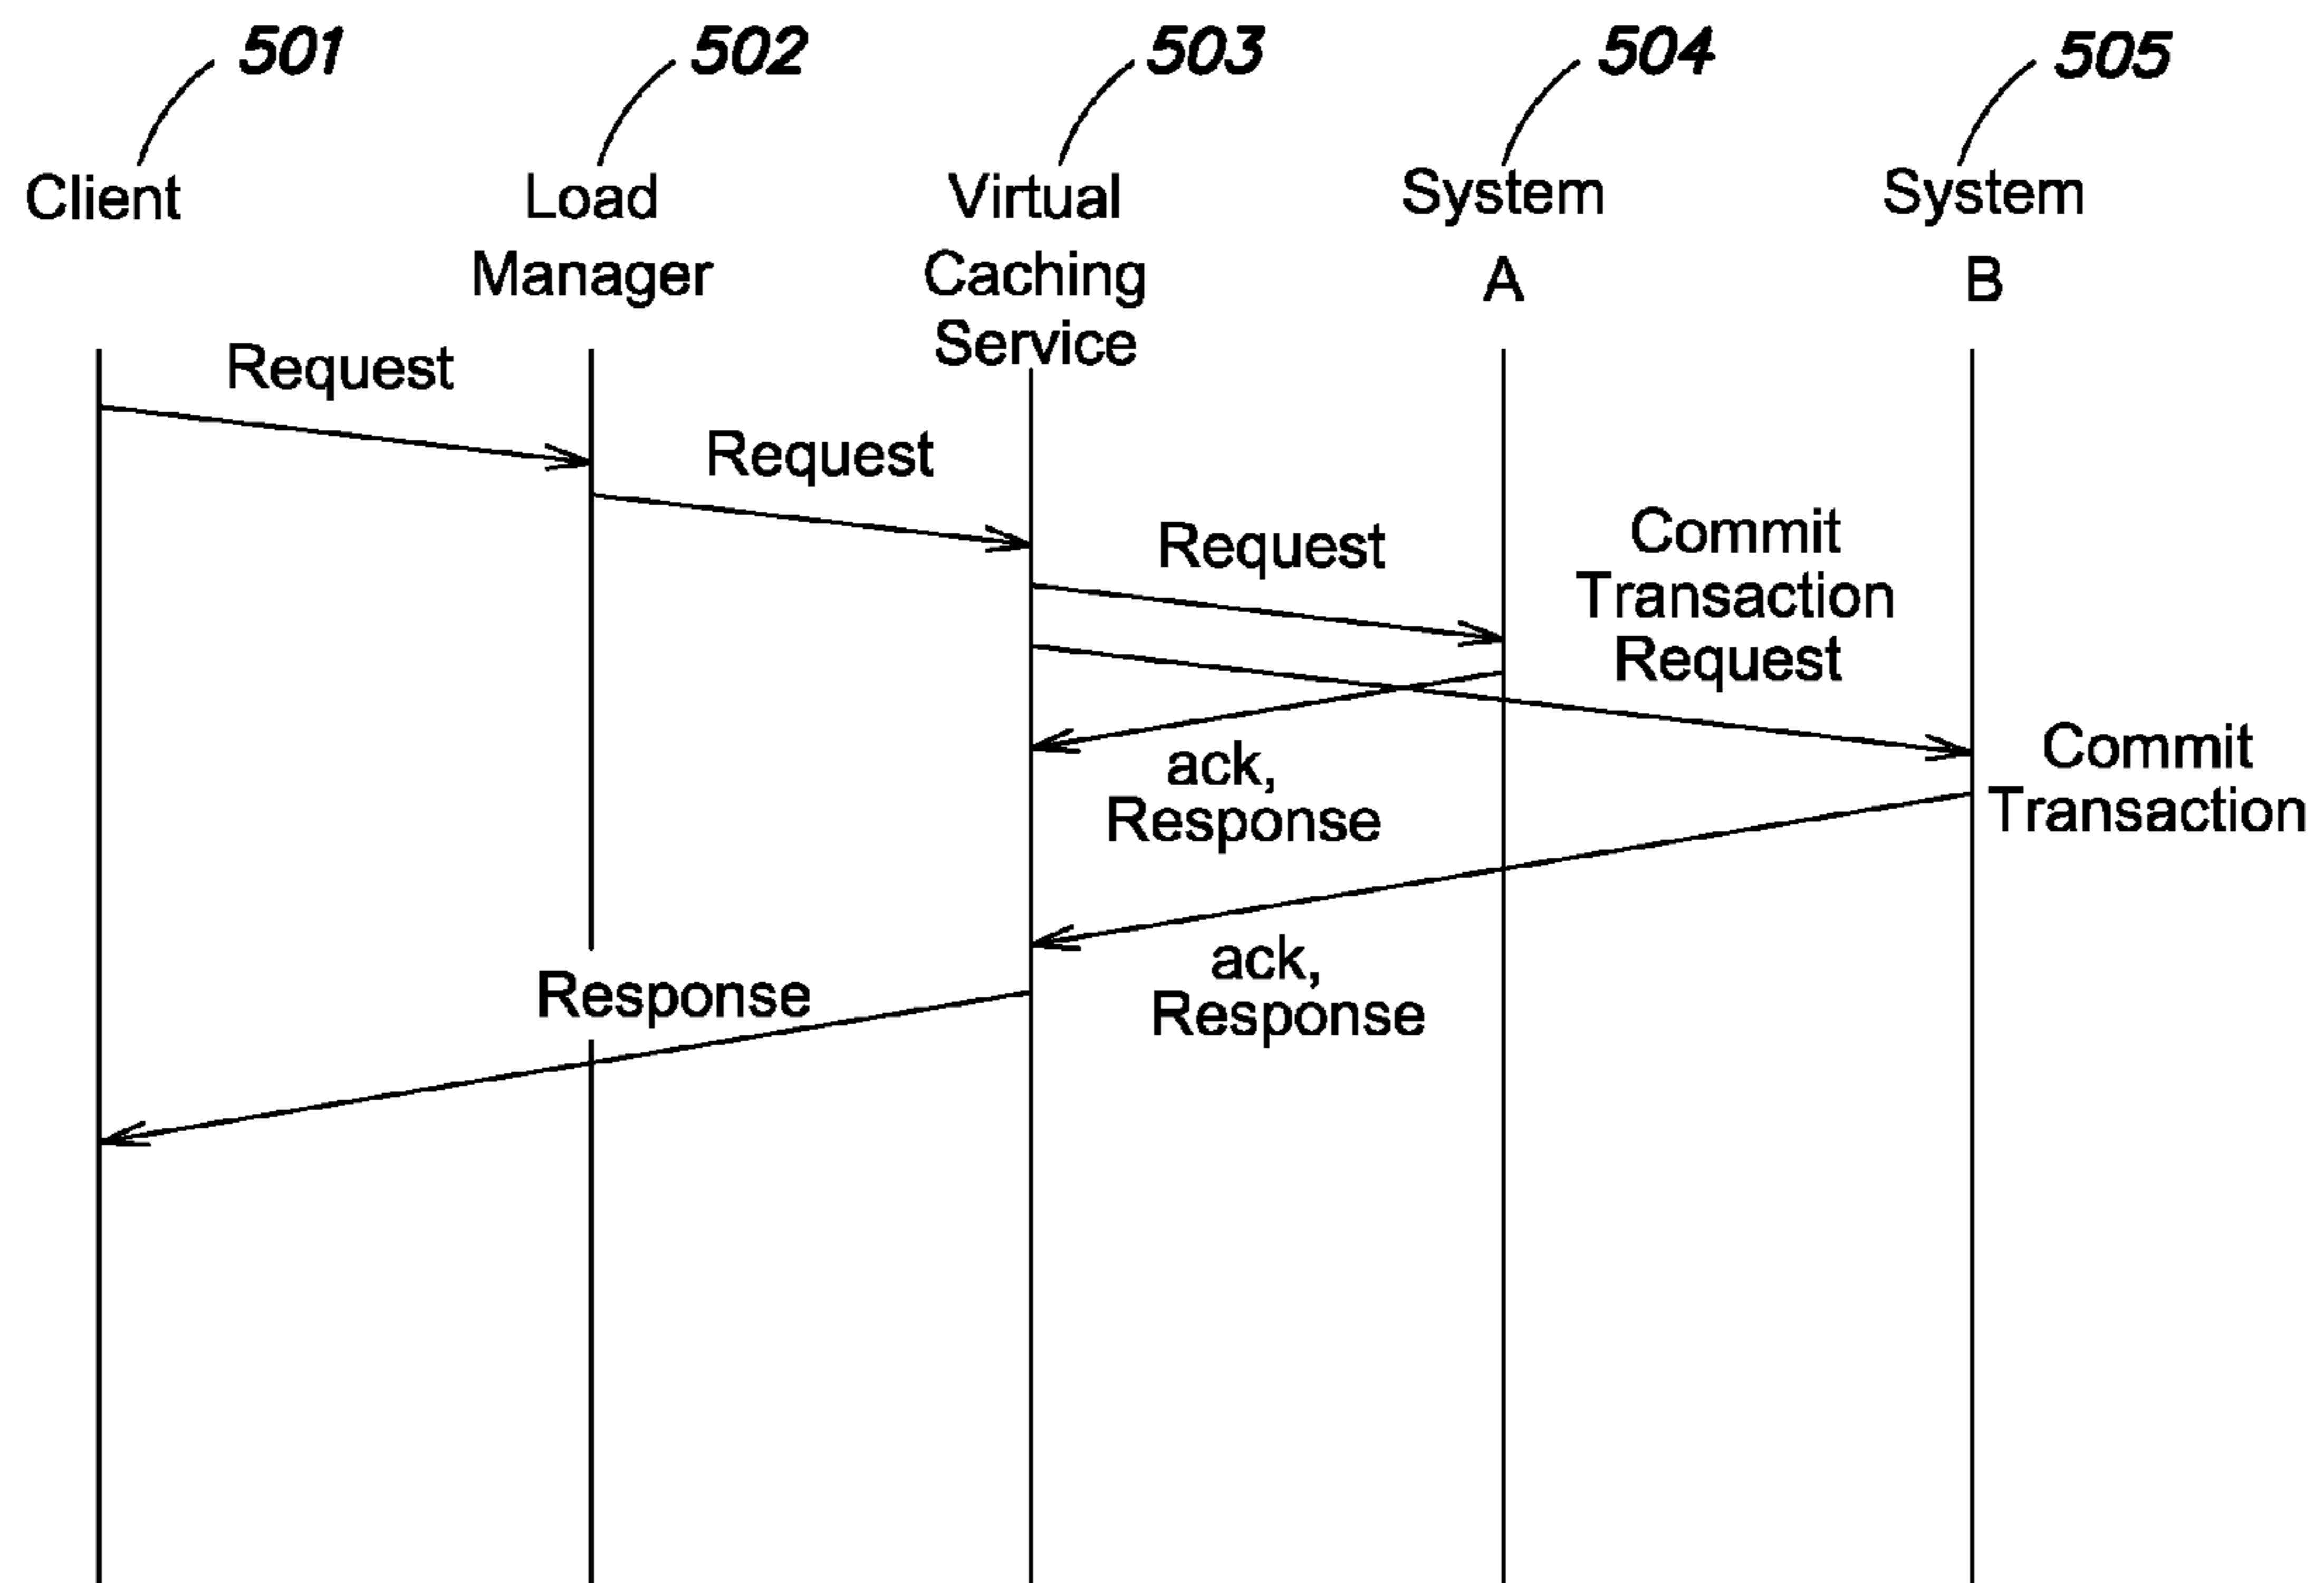 501
502
503
504
505
Client
Load
Manager
Virtual
Caching
Service
System
A
System
B
Request
Request
Request
Commit
Transaction
Request
ack,
Response
Commit
Transaction
ack,
Response
Response